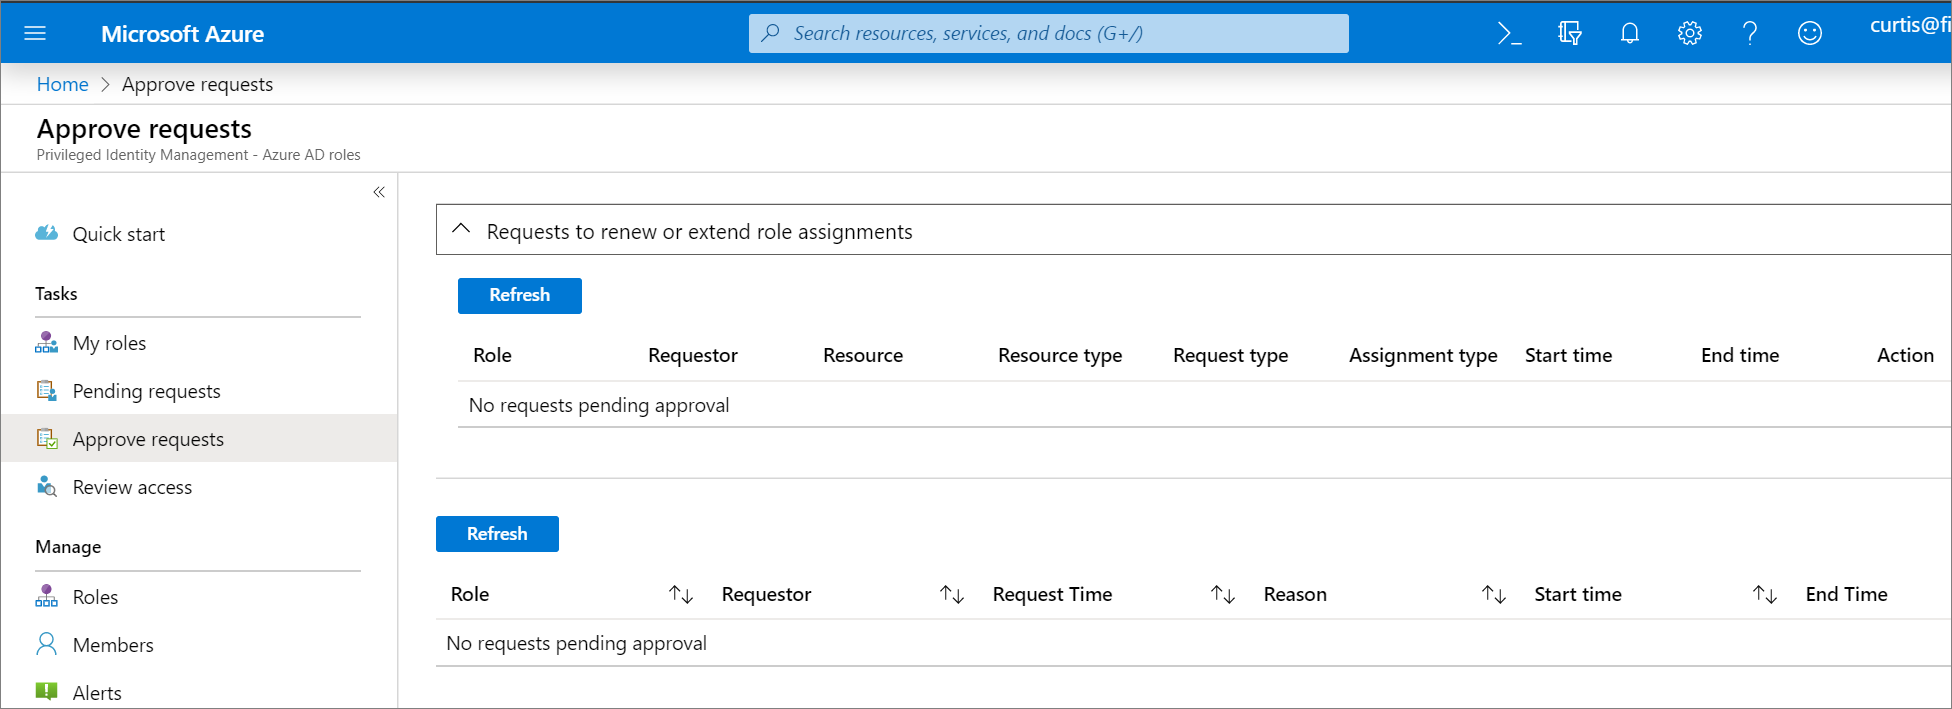 Microsoft Azure
Search resources, services, and docs (G+/)
curtis@fi
Home > Approve requests
Approve requests
Privileged Identity Management - Azure AD roles
Quick start
Tasks
My roles
Pending requests
Approve requests
Review access
Manage
Roles
Members
Alerts
Requests to renew or extend role assignments
Refresh
Role Requestor Resource Resource type Request type Assignment type Start time End time Action
No requests pending approval
Refresh
Role Requestor Request Time Reason Start time End Time
No requests pending approval